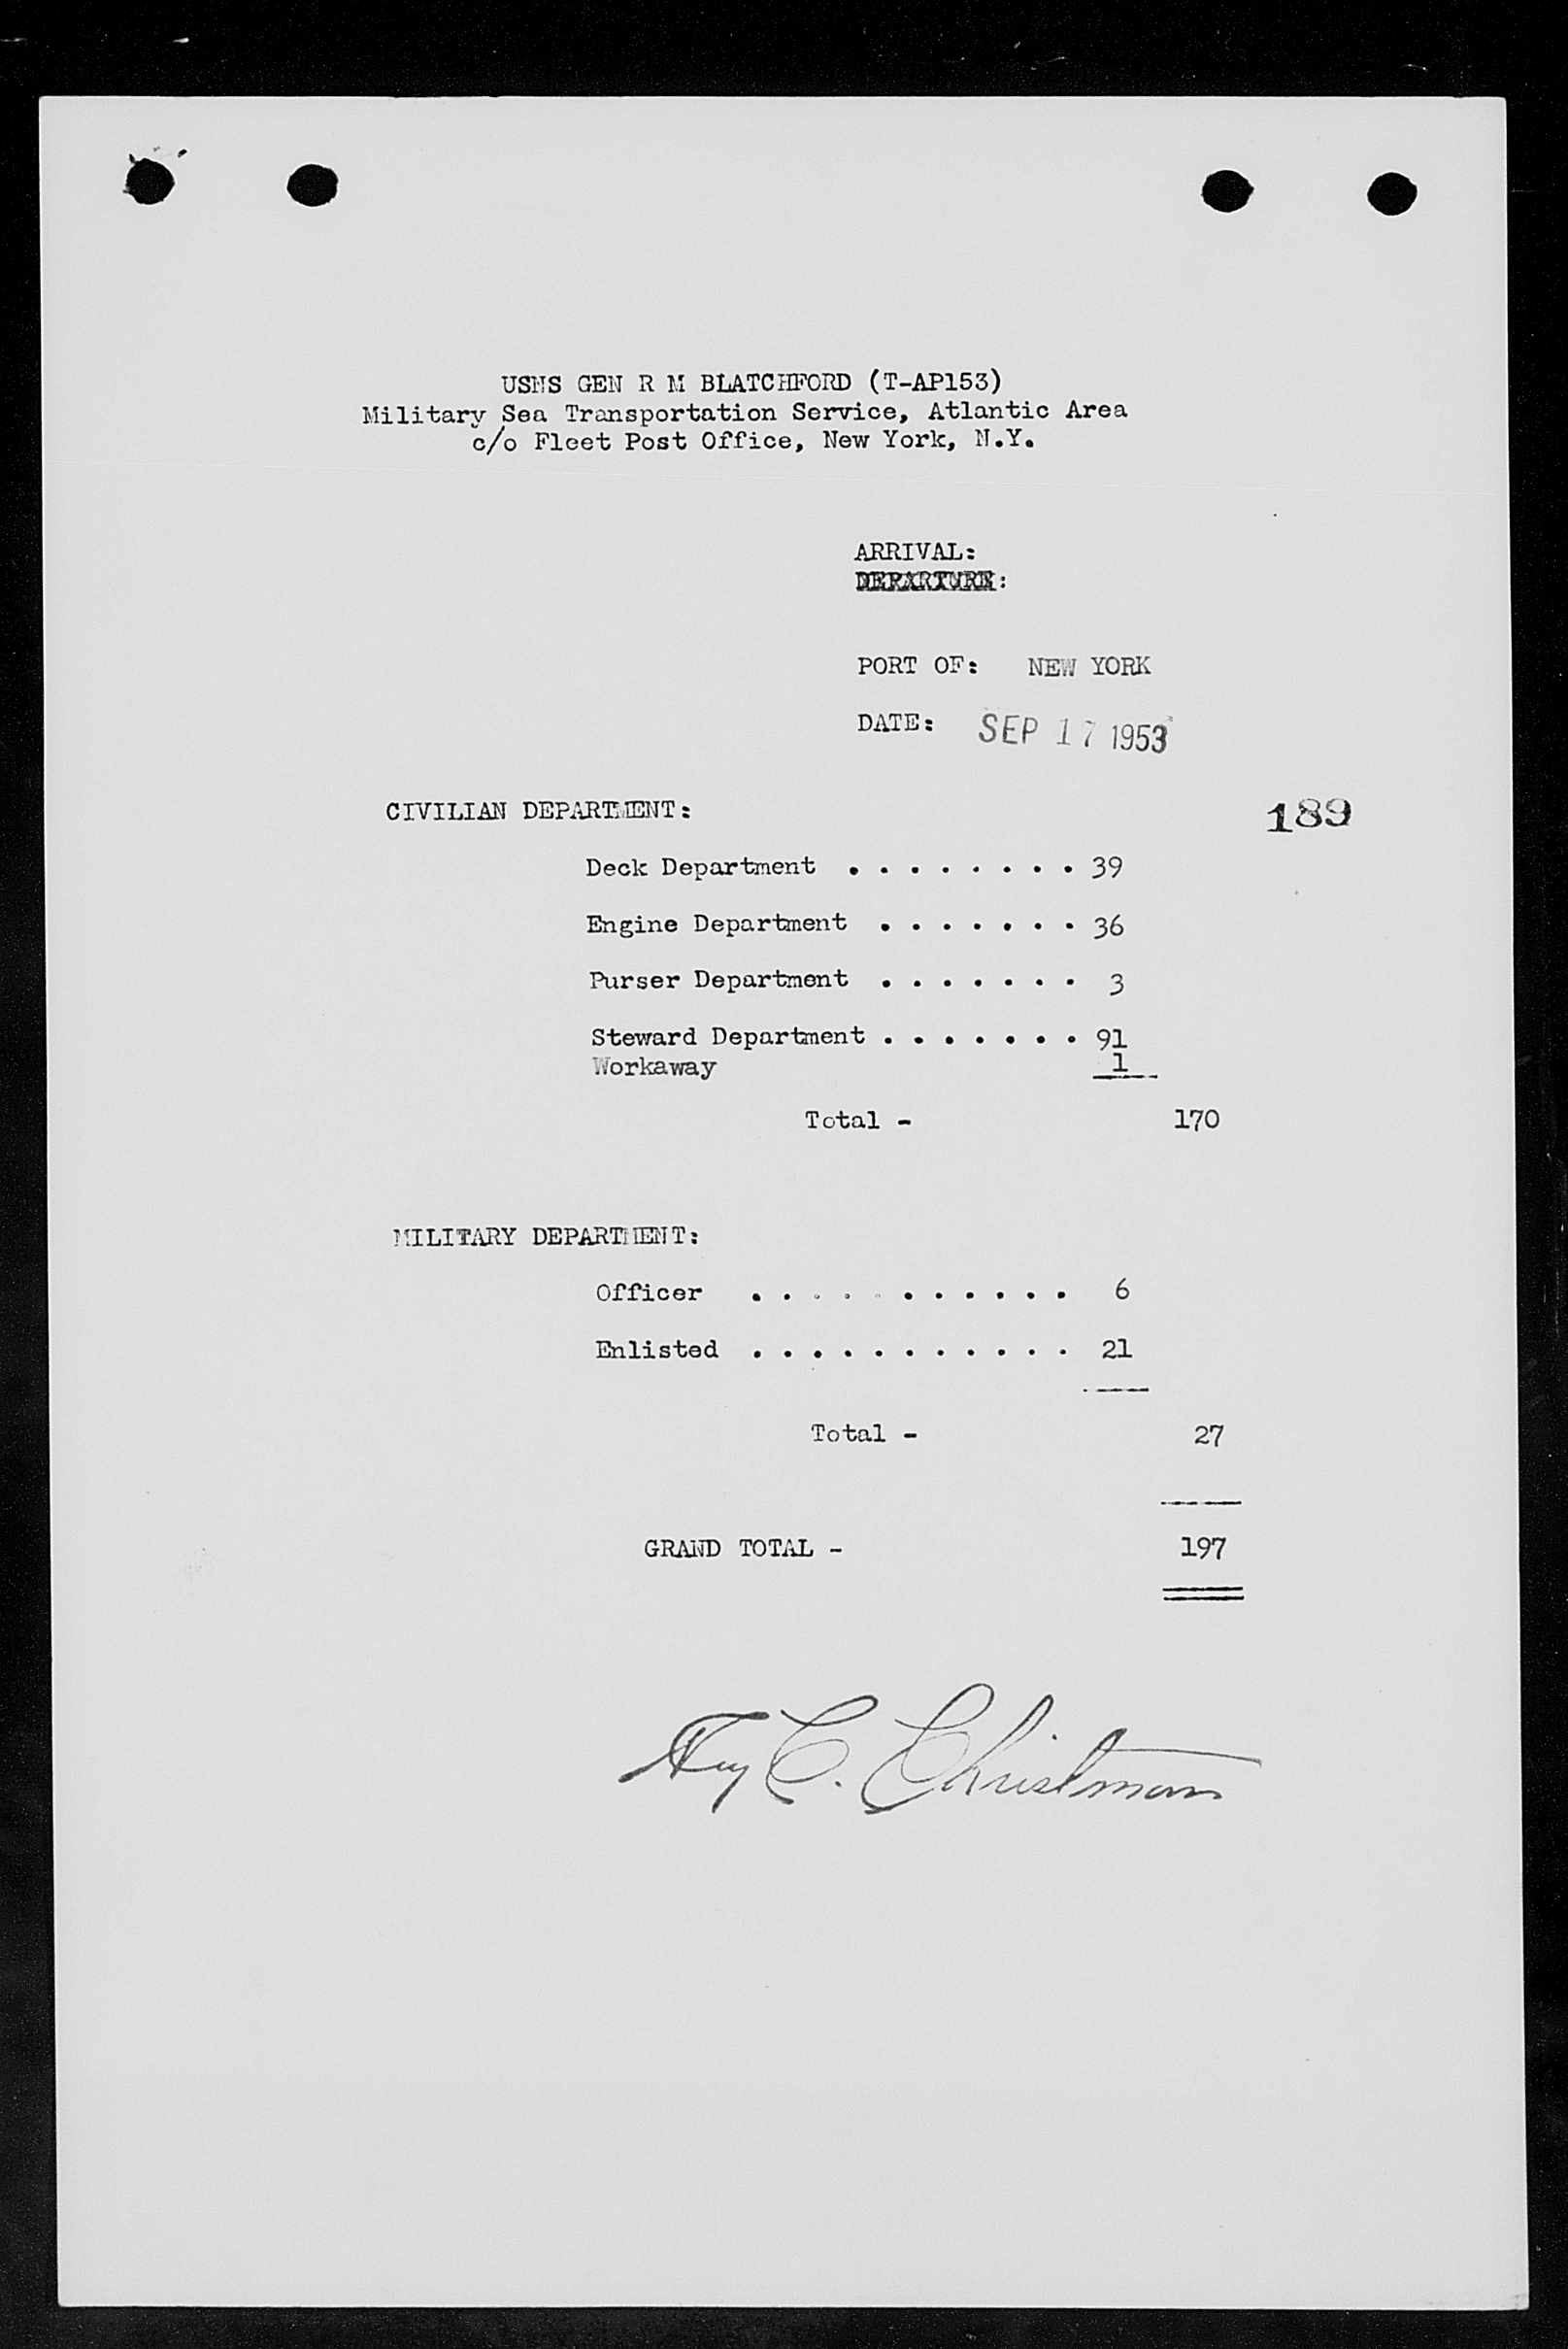 USNS GEN R M BLATCHFORD (T-AP153)
Military Sea Transportation Service, Atlantic Area
c/o Fleet Post Office, New York, N.Y.
ARRIVAL:
DEPARTURE:
PORT OF: NEW YORK
DATE: SEP 17 1953
CIVILIAN DEPARTMENT:
189
Deck Department . . . . . . . . 39
Engine Department . . . . . . . 36
Purser Department . . . . . . . 3
Steward Department . . . . . . . 91
Workaway 1
Total - 170
MILITARY DEPARTMENT:
Officer . . . . . . . . . . . 6
Enlisted . . . . . . . . . . . 21
Total - 27
GRAND TOTAL - 197
C. Christman